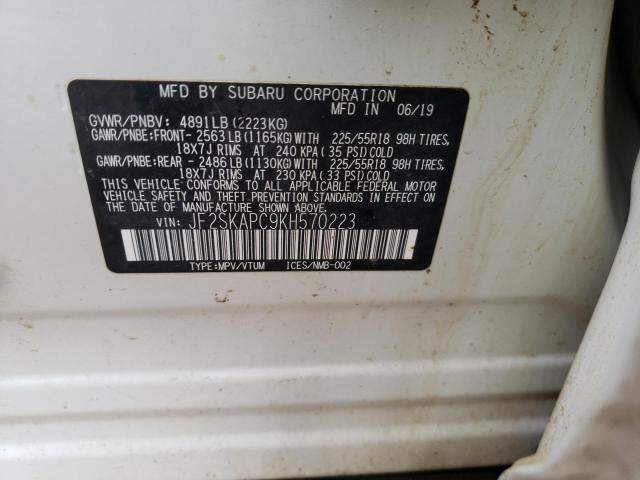 MFD BY SUBARU CORPORATION
MFD IN 06/19
GVWR/PNBV: 4891LB (2223KG)
GAWR/PNBE: FRONT- 2563LB (1165KG) WITH 225/55R18 98H TIRES,
18X7J RIMS AT 240 KPA (35 PSI) COLD
GAWR/PNBE: REAR - 2486LB (1130KG) WITH 225/55R18 98H TIRES,
18X7J RIMS AT 230 KPA (33 PSI) COLD
THIS VEHICLE CONFORMS TO ALL APPLICABLE FEDERAL MOTOR
VEHICLE SAFETY AND THEFT PREVENTION STANDARDS IN EFFECT ON
THE DATE OF MANUFACTURE SHOWN ABOVE.
VIN: JF2SKAPC9KH570223
TYPE:MPV/VTUM ICES/NMB-002